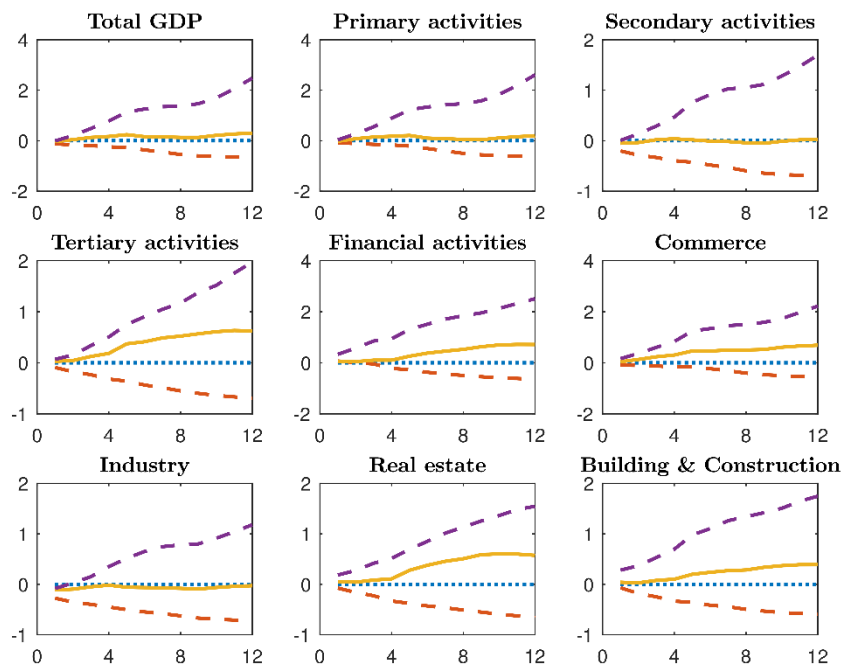 Total GDP
4
2
0
-2
0 4 8 12
Primary activities
4
2
0
-2
0 4 8 12
Secondary activities
2
1
0
-1
0 4 8 12
Tertiary activities
2
1
0
-1
0 4 8 12
Financial activities
4
2
0
-2
0 4 8 12
Commerce
4
2
0
-2
0 4 8 12
Industry
2
1
0
-1
0 4 8 12
Real estate
2
1
0
-1
0 4 8 12
Building & Construction
2
1
0
-1
0 4 8 12